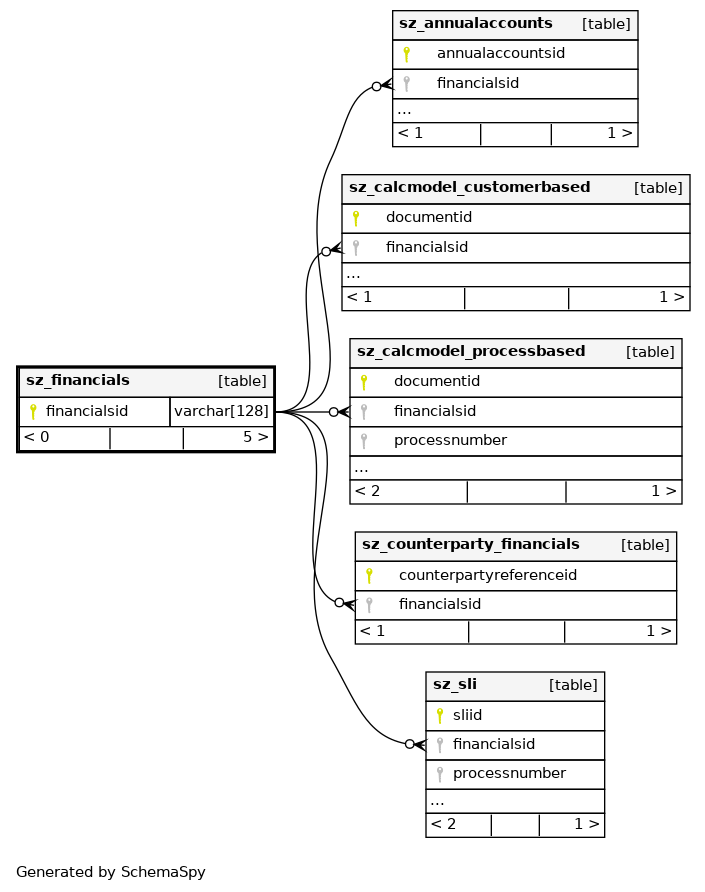 sz_annualaccounts [table]
annualaccountsid
financialsid
...
< 1 1 >
sz_calcmodel_customerbased [table]
documentid
financialsid
...
< 1 1 >
sz_calcmodel_processbased [table]
documentid
financialsid
processnumber
...
< 2 1 >
sz_financials [table]
financialsid varchar[128]
< 0 5 >
sz_counterparty_financials [table]
counterpartyreferenceid
financialsid
< 1 1 >
sz_sli [table]
sliid
financialsid
processnumber
...
< 2 1 >
Generated by SchemaSpy